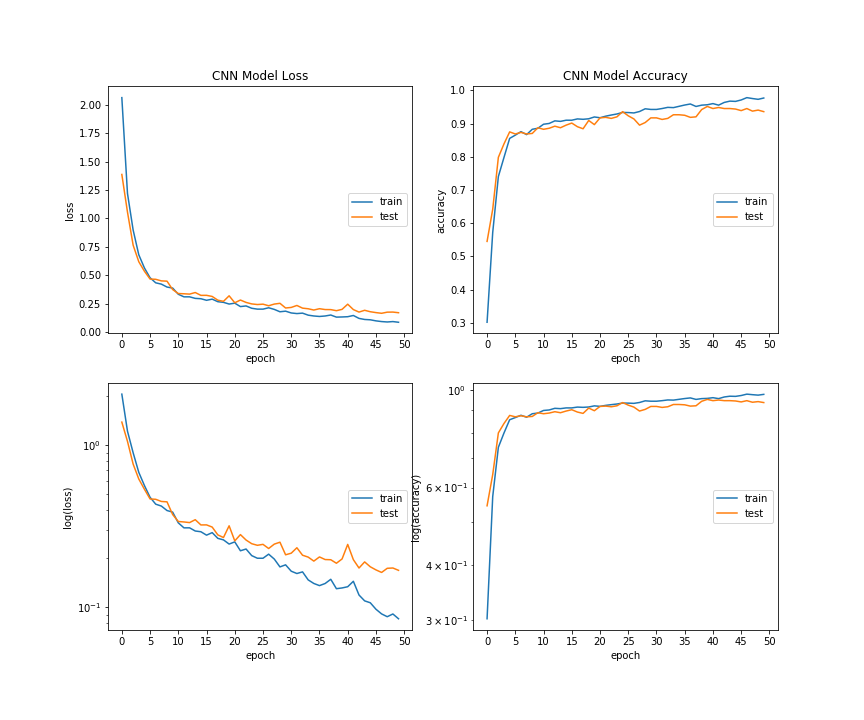 CNN Model Loss
loss
2.00
1.75
1.50
1.25
1.00
0.75
0.50
0.25
0.00
train
test
0 5 10 15 20 25 30 35 40 45 50
epoch
CNN Model Accuracy
accuracy
1.0
0.9
0.8
0.7
0.6
0.5
0.4
0.3
train
test
0 5 10 15 20 25 30 35 40 45 50
epoch
log(loss)
10⁰
10⁻¹
train
test
0 5 10 15 20 25 30 35 40 45 50
epoch
log(accuracy)
10⁰
6 × 10⁻¹
4 × 10⁻¹
3 × 10⁻¹
train
test
0 5 10 15 20 25 30 35 40 45 50
epoch